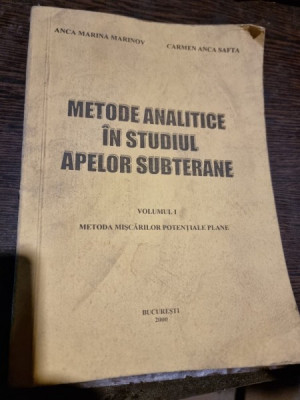 ANCA MARINA MARINOV
CARMEN ANCA SAFTA
METODE ANALITICE
ÎN STUDIUL
APELOR SUBTERANE
VOLUMUL I
METODA MIŞCĂRILOR POTENŢIALE PLANE
BUCUREŞTI
2000